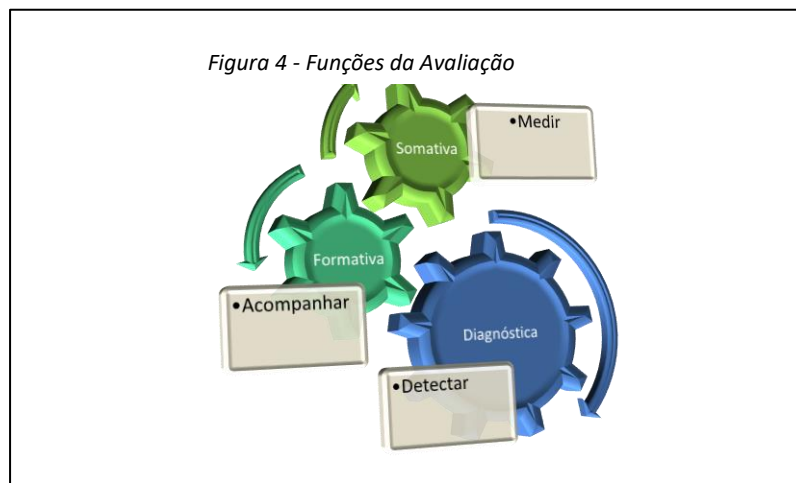 Figura 4 - Funções da Avaliação
Somativa
•Medir
Formativa
•Acompanhar
Diagnóstica
•Detectar